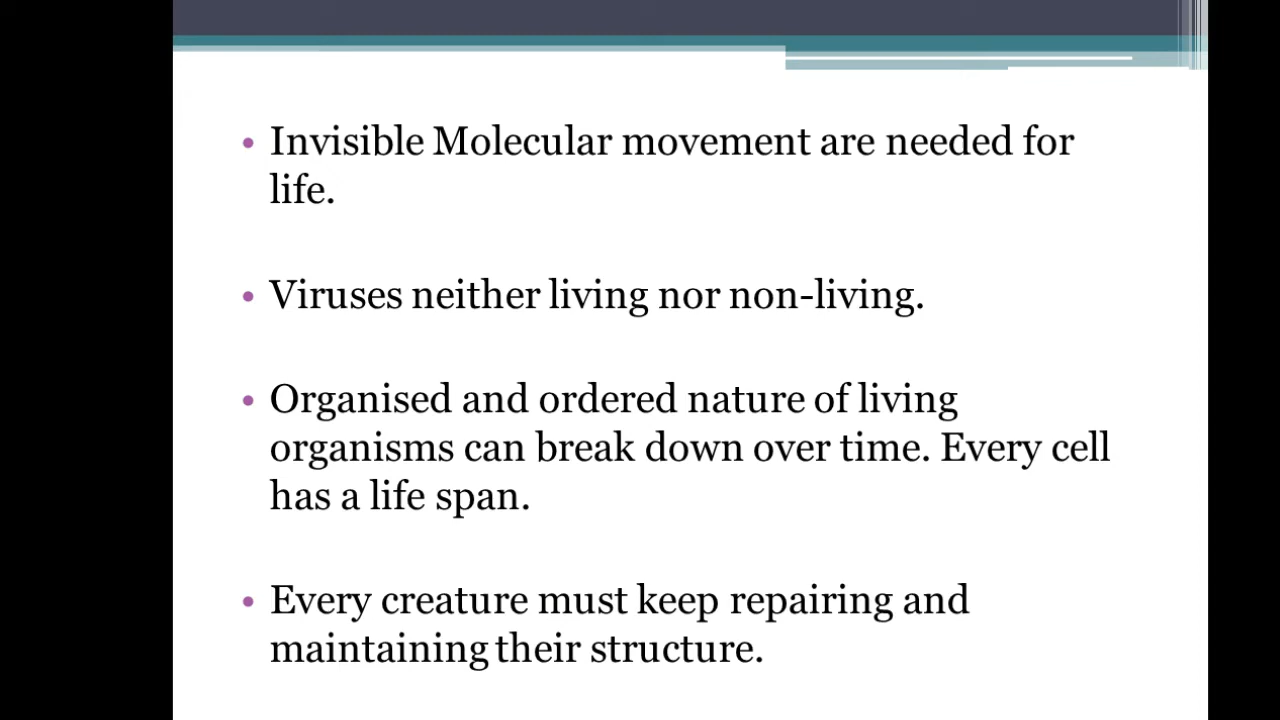 • Invisible Molecular movement are needed for
life.
• Viruses neither living nor non-living.
• Organised and ordered nature of living
organisms can break down over time. Every cell
has a life span.
• Every creature must keep repairing and
maintaining their structure.